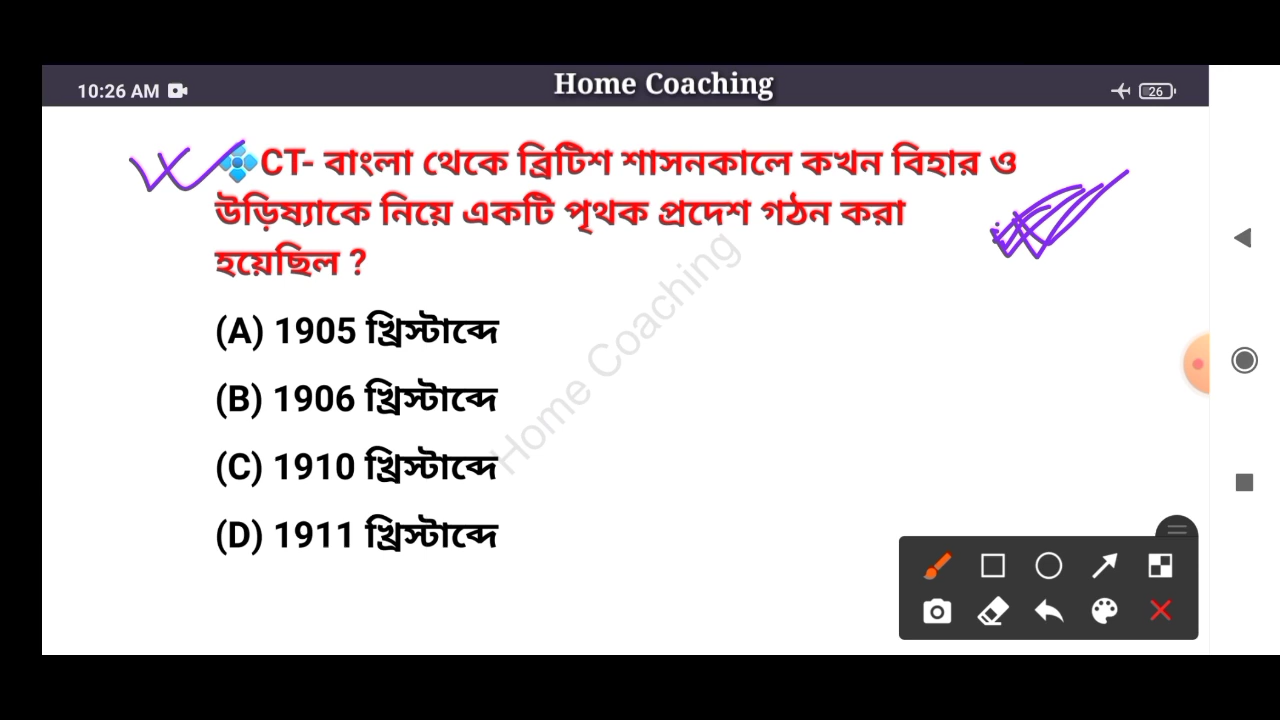 Home Coaching
10:26 AM
26
CT- বাংলা থেকে ব্রিটিশ শাসনকালে কখন বিহার ও
উড়িষ্যাকে নিয়ে একটি পৃথক প্রদেশ গঠন করা
হয়েছিল ?
(A) 1905 খ্রিস্টাব্দে
(B) 1906 খ্রিস্টাব্দে
(C) 1910 খ্রিস্টাব্দে
(D) 1911 খ্রিস্টাব্দে
Home Coaching